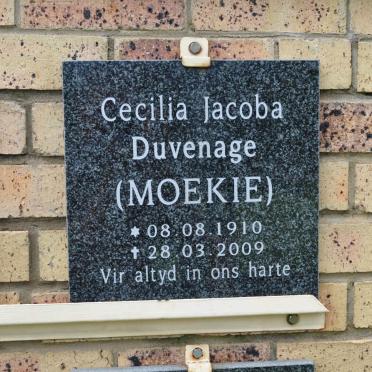 Cecilia Jacoba
Duvenage
(MOEKIE)
* 08.08.1910
✝ 28.03.2009
Vir altyd in ons harte